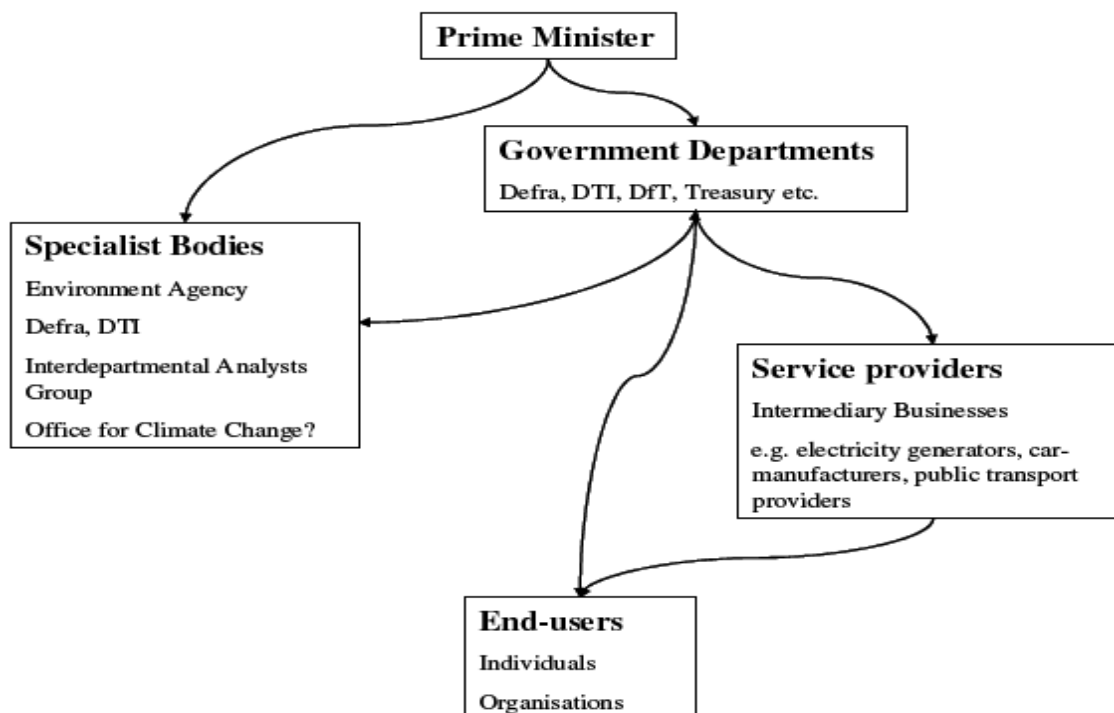 Prime Minister
Government Departments
Defra, DTI, DfT, Treasury etc.
Specialist Bodies
Environment Agency
Defra, DTI
Interdepartmental Analysts
Group
Office for Climate Change?
Service providers
Intermediary Businesses
e.g. electricity generators, car-
manufacturers, public transport
providers
End-users
Individuals
Organisations